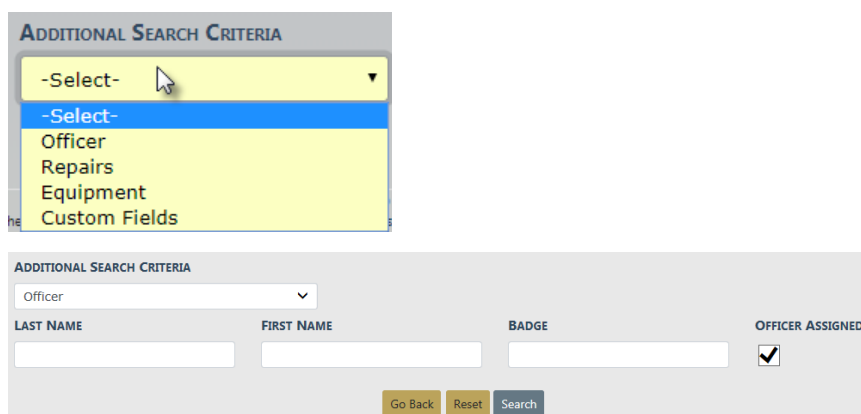 ADDITIONAL SEARCH CRITERIA
-Select-
-Select-
Officer
Repairs
Equipment
Custom Fields
he
ADDITIONAL SEARCH CRITERIA
Officer
LAST NAME FIRST NAME BADGE OFFICER ASSIGNED
Go Back Reset Search